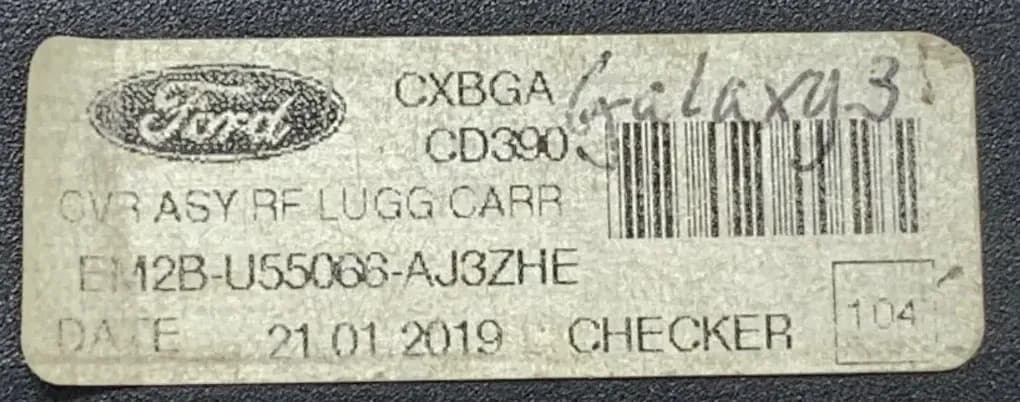 Ford
CXBGA Galaxy 3
CD390
CVR ASY RF LUGG CARR
EM2B-U55066-AJ3ZHE
DATE 21.01.2019 CHECKER 104